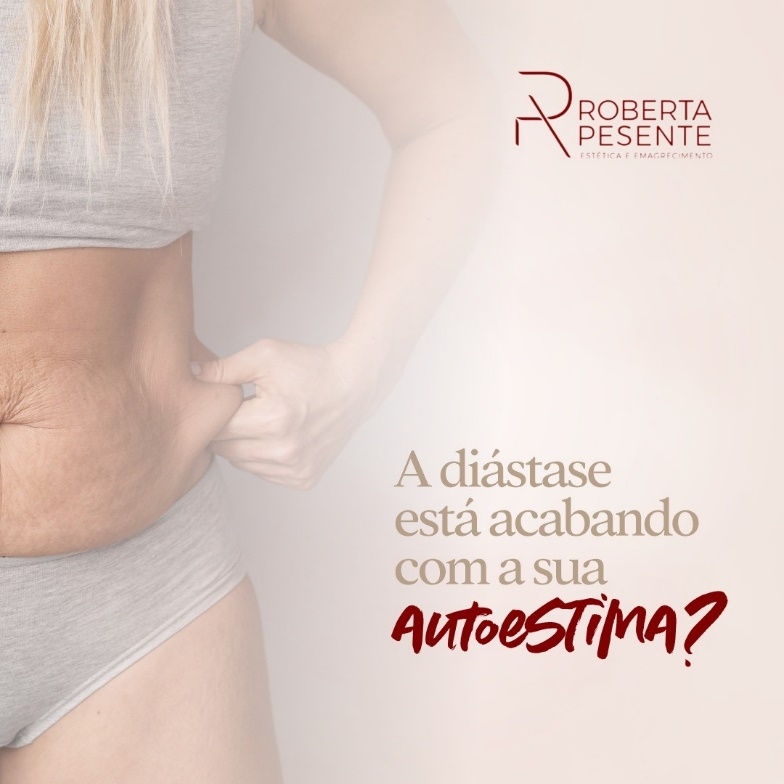 ROBERTA
PESENTE
ESTÉTICA E EMAGRECIMENTO
A diástase
está acabando
com a sua
AUTOESTIMA?